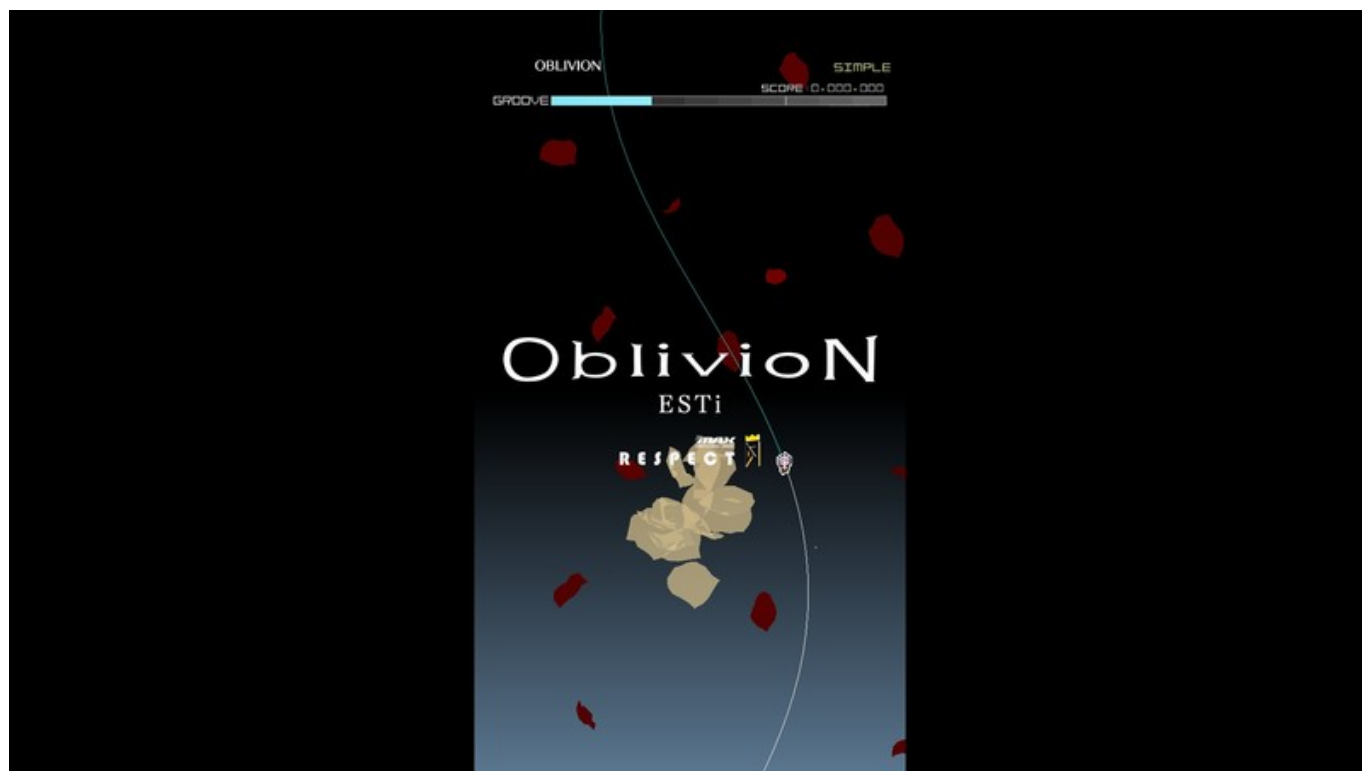 OBLIVION
SIMPLE
SCORE 0,000,000
GROOVE
OblivioN
ESTi
RESPECT